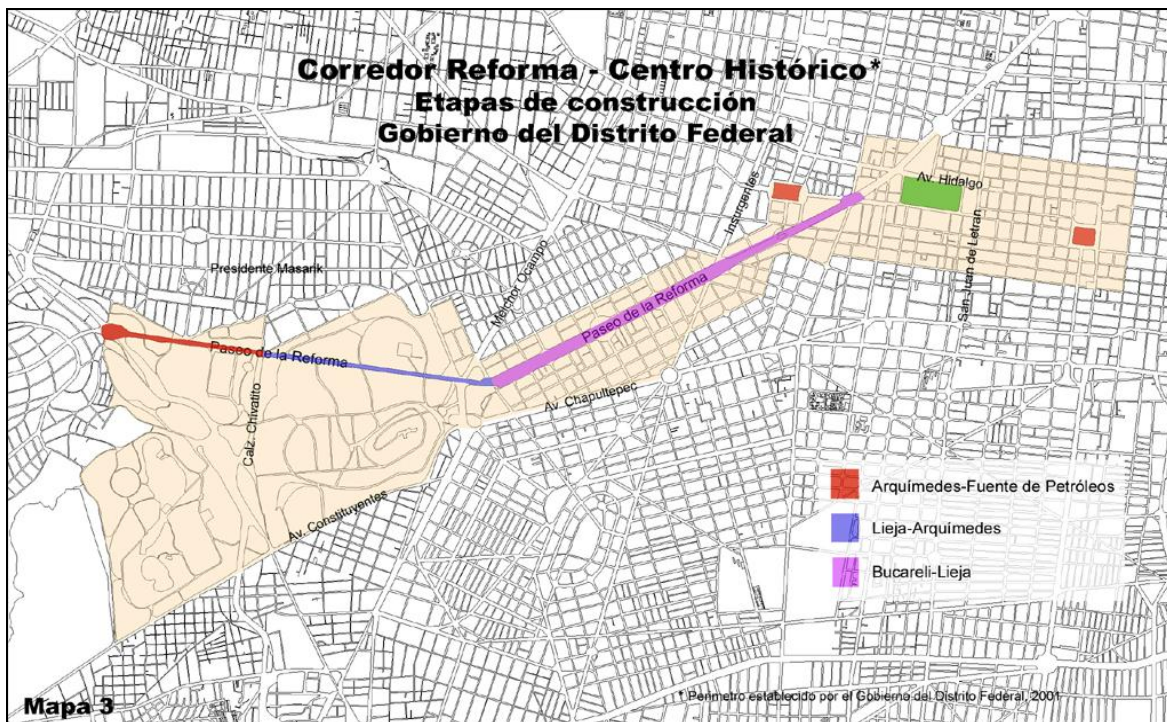 Corredor Reforma - Centro Histórico*
Etapas de construcción
Gobierno del Distrito Federal
Av. Hidalgo
Insurgentes
San Juan de Letran
Melchor Ocampo
Presidente Masarik
Paseo de la Reforma
Paseo de la Reforma
Av. Chapultepec
Calz. Chivatito
Av. Constituyentes
Arquímedes-Fuente de Petróleos
Lieja-Arquímedes
Bucareli-Lieja
* Perímetro establecido por el Gobierno del Distrito Federal, 2001
Mapa 3